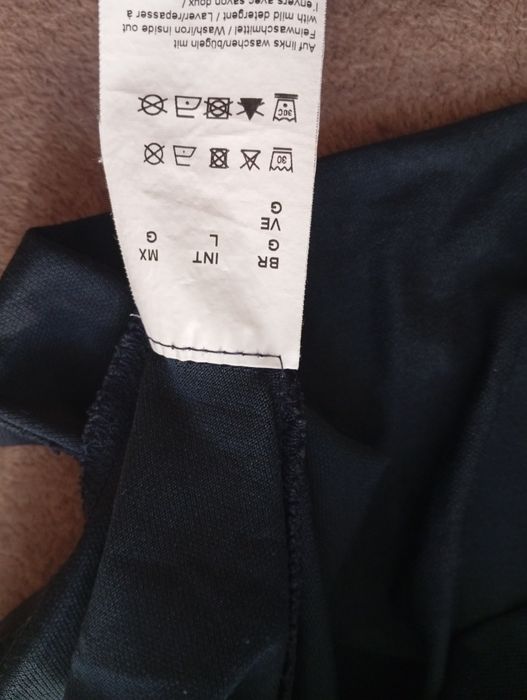 BR INT MX
G L G
VE
G
30
30C
Auf links waschen/bügeln mit
Feinwaschmittel / Wash/iron inside out
with mild detergent / Laver/repasser à
l'envers avec savon doux /